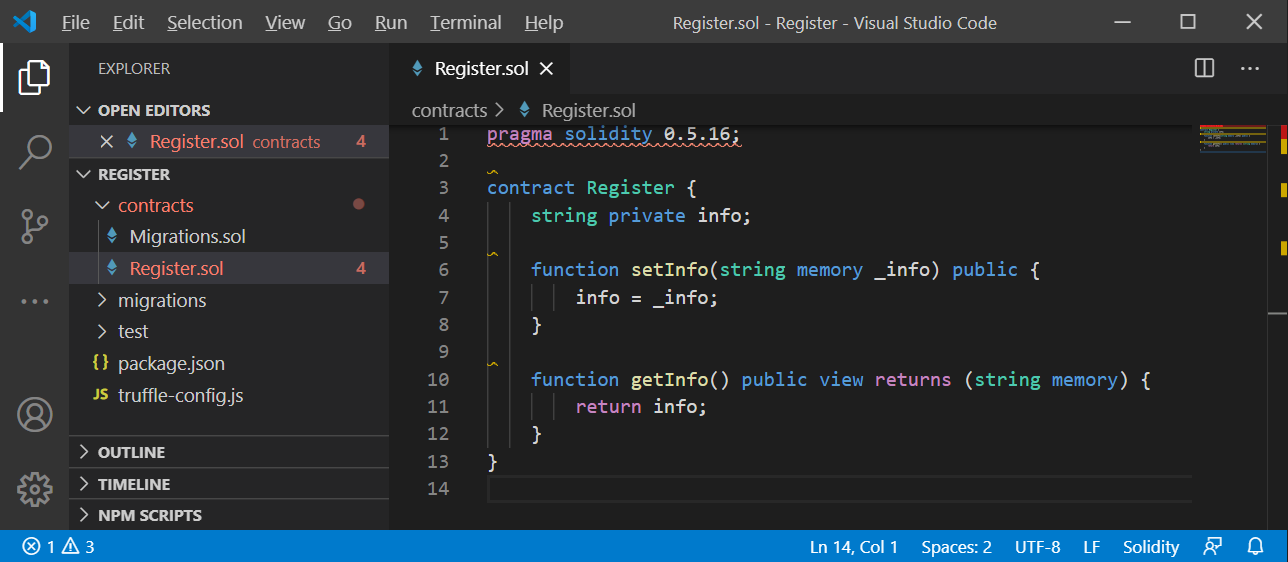 File Edit Selection View Go Run Terminal Help Register.sol - Register - Visual Studio Code
EXPLORER
OPEN EDITORS
Register.sol contracts 4
REGISTER
contracts
Migrations.sol
Register.sol 4
migrations
test
{} package.json
JS truffle-config.js
OUTLINE
TIMELINE
NPM SCRIPTS
Register.sol
contracts > Register.sol
1 pragma solidity 0.5.16;
2
3 contract Register {
4     string private info;
5
6     function setInfo(string memory _info) public {
7         info = _info;
8     }
9
10     function getInfo() public view returns (string memory) {
11         return info;
12     }
13 }
14
1 3 Ln 14, Col 1 Spaces: 2 UTF-8 LF Solidity